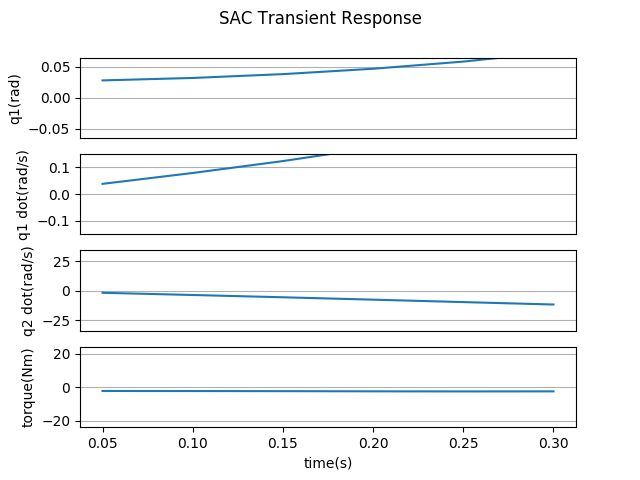 SAC Transient Response
q1(rad)
0.05
0.00
−0.05
q1 dot(rad/s)
0.1
0.0
−0.1
q2 dot(rad/s)
25
0
−25
torque(Nm)
20
0
−20
0.05 0.10 0.15 0.20 0.25 0.30
time(s)